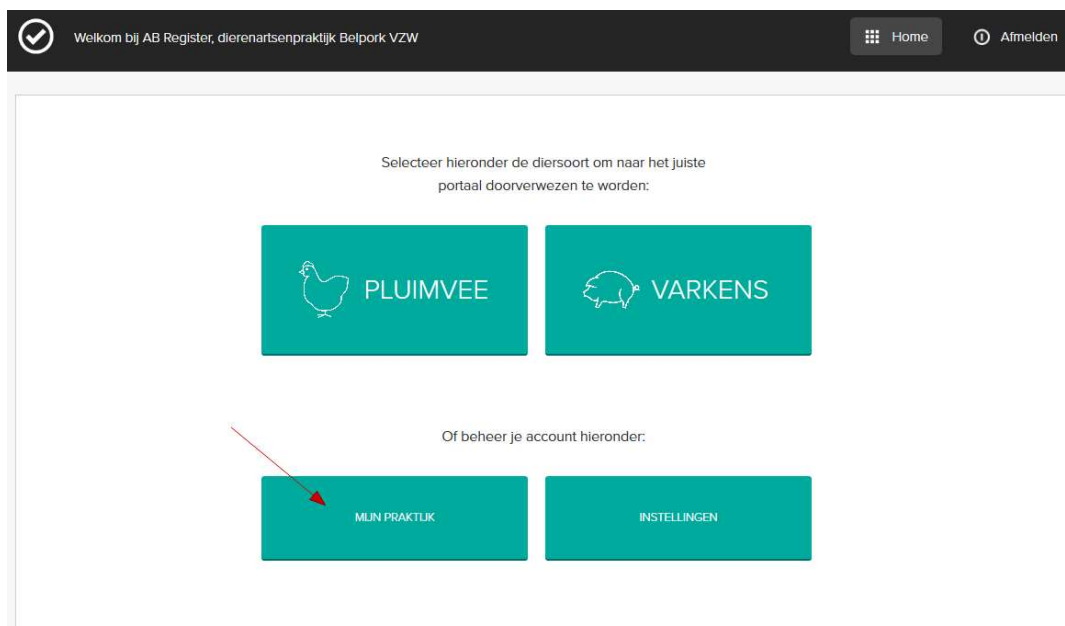 Welkom bij AB Register, dierenartsenpraktijk Belpork VZW
Home
Afmelden
Selecteer hieronder de diersoort om naar het juiste
portaal doorverwezen te worden:
PLUIMVEE
VARKENS
Of beheer je account hieronder:
MIJN PRAKTIJK
INSTELLINGEN